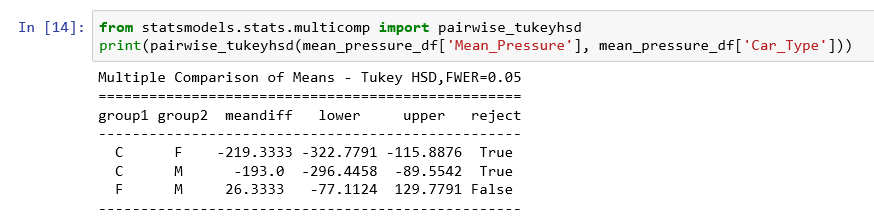 In [14]: from statsmodels.stats.multicomp import pairwise_tukeyhsd
print(pairwise_tukeyhsd(mean_pressure_df['Mean_Pressure'], mean_pressure_df['Car_Type']))
Multiple Comparison of Means - Tukey HSD,FWER=0.05
==================================================
group1 group2 meandiff lower upper reject
--------------------------------------------------
C F -219.3333 -322.7791 -115.8876 True
C M -193.0 -296.4458 -89.5542 True
F M 26.3333 -77.1124 129.7791 False
--------------------------------------------------